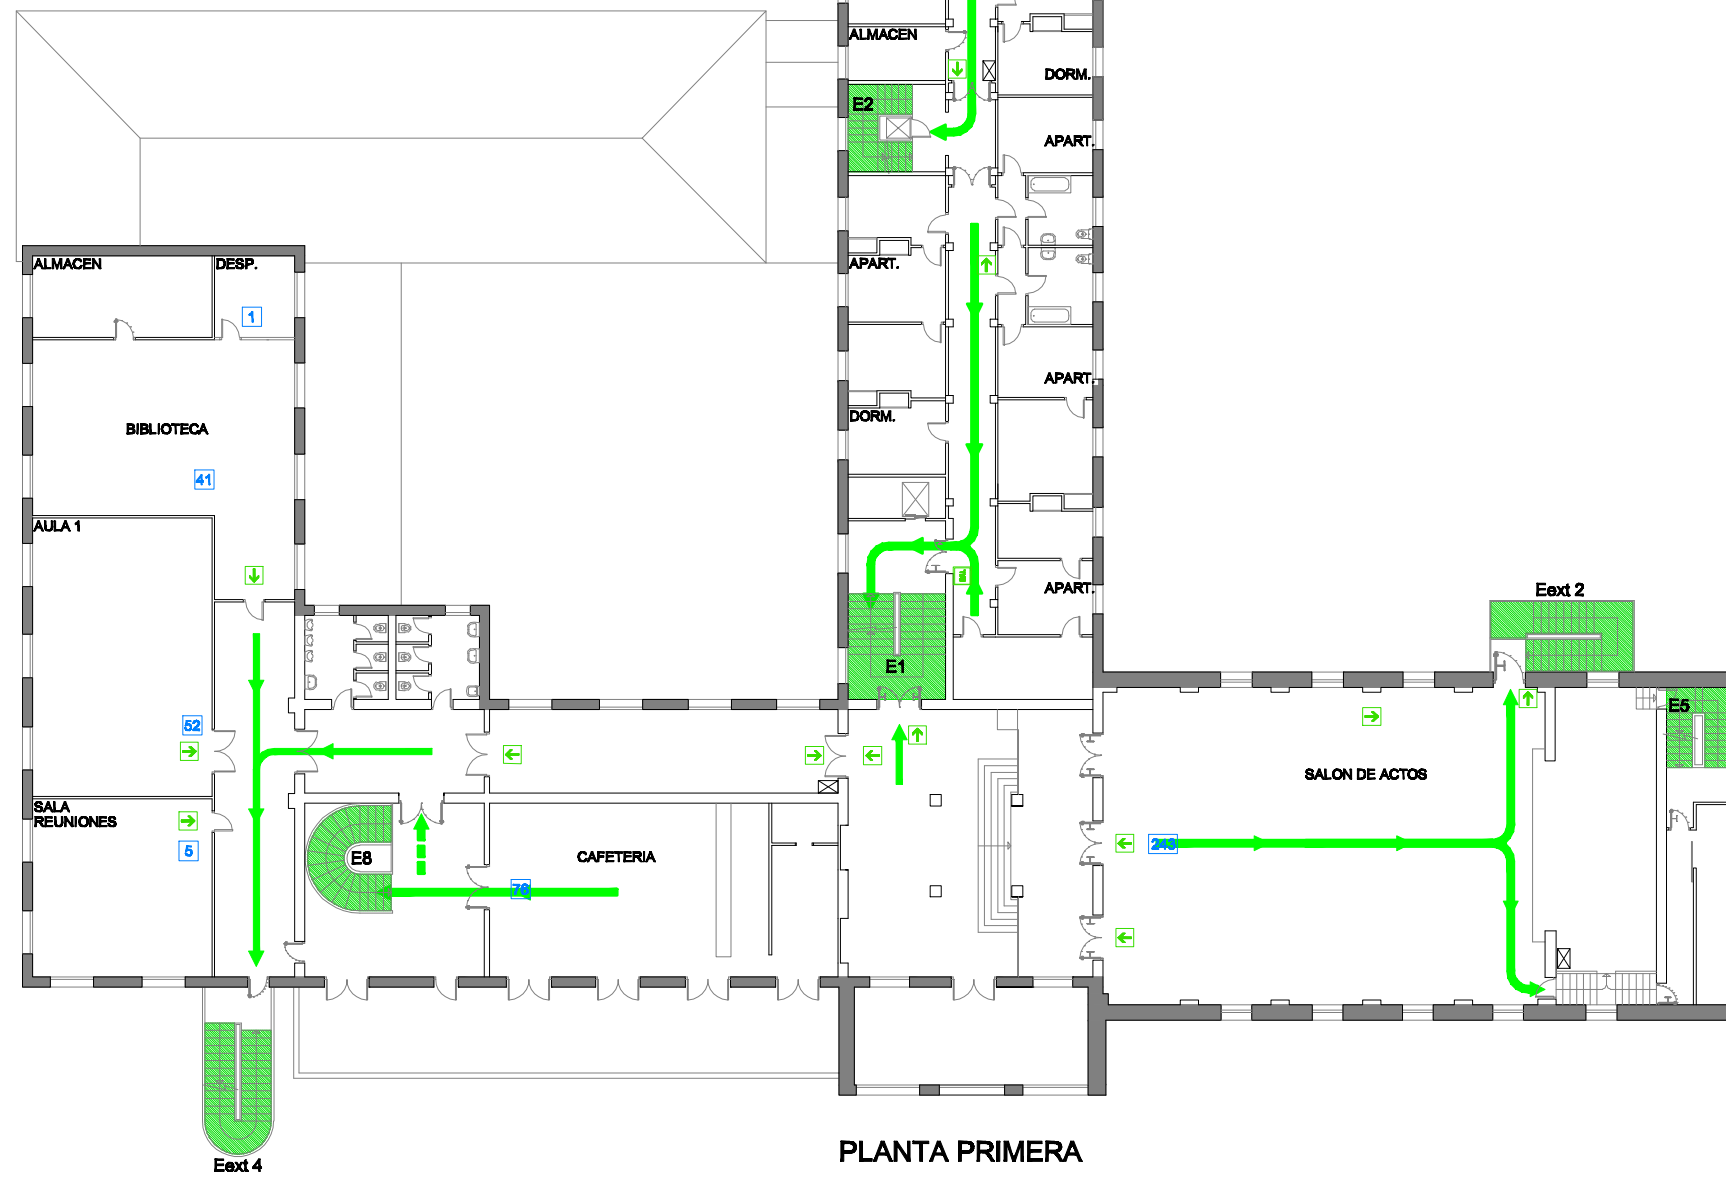 ALMACEN
DORM.
E2
APART.
ALMACEN
DESP.
APART.
1
APART.
DORM.
BIBLIOTECA
41
AULA 1
APART.
Eext 2
E1
E5
52
SALON DE ACTOS
SALA
REUNIONES
5
E8
CAFETERIA
243
76
PLANTA PRIMERA
Eext 4